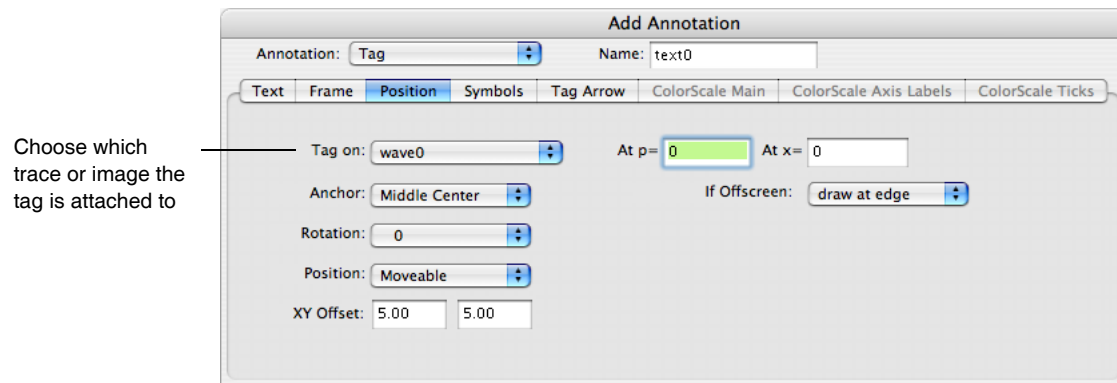 Add Annotation
Annotation: Tag Name: text0
Text Frame Position Symbols Tag Arrow ColorScale Main ColorScale Axis Labels ColorScale Ticks
Choose which
trace or image the
tag is attached to
Tag on: wave0 At p= 0 At x= 0
Anchor: Middle Center If Offscreen: draw at edge
Rotation: 0
Position: Moveable
XY Offset: 5.00 5.00